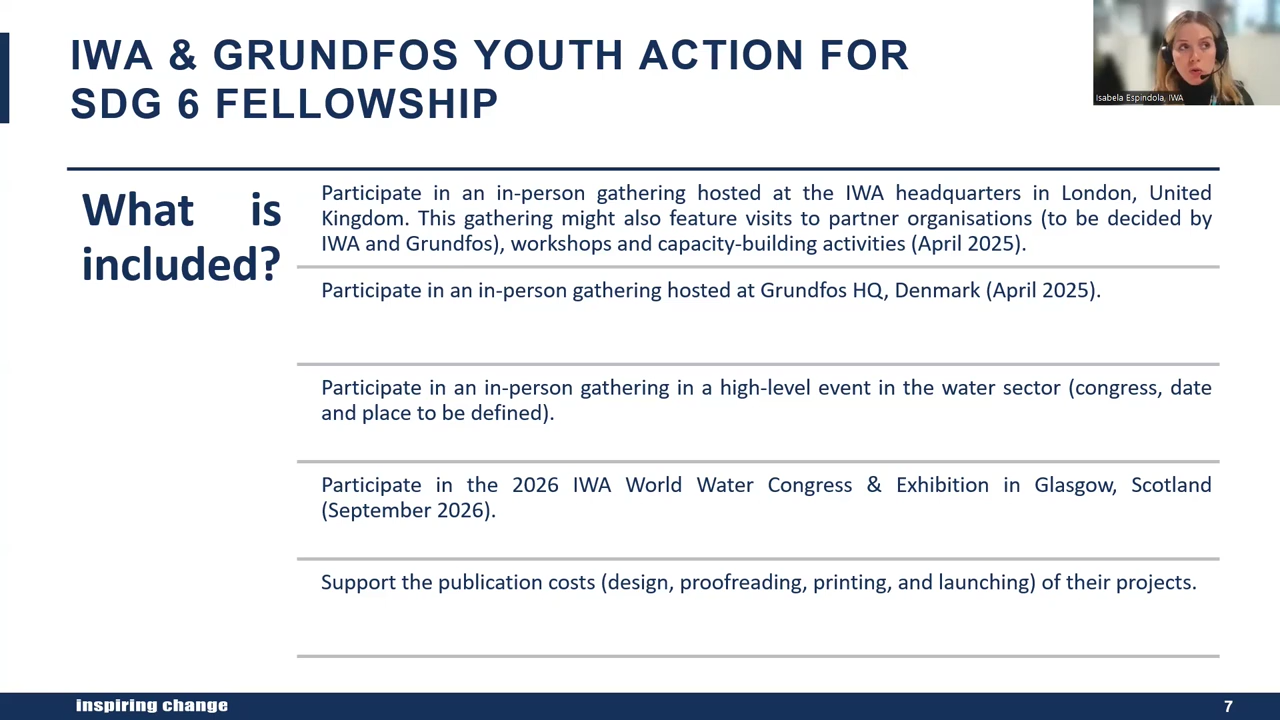 IWA & GRUNDFOS YOUTH ACTION FOR
SDG 6 FELLOWSHIP
Isabela Espindola, IWA
What is
included?
Participate in an in-person gathering hosted at the IWA headquarters in London, United
Kingdom. This gathering might also feature visits to partner organisations (to be decided by
IWA and Grundfos), workshops and capacity-building activities (April 2025).
Participate in an in-person gathering hosted at Grundfos HQ, Denmark (April 2025).
Participate in an in-person gathering in a high-level event in the water sector (congress, date
and place to be defined).
Participate in the 2026 IWA World Water Congress & Exhibition in Glasgow, Scotland
(September 2026).
Support the publication costs (design, proofreading, printing, and launching) of their projects.
inspiring change
7